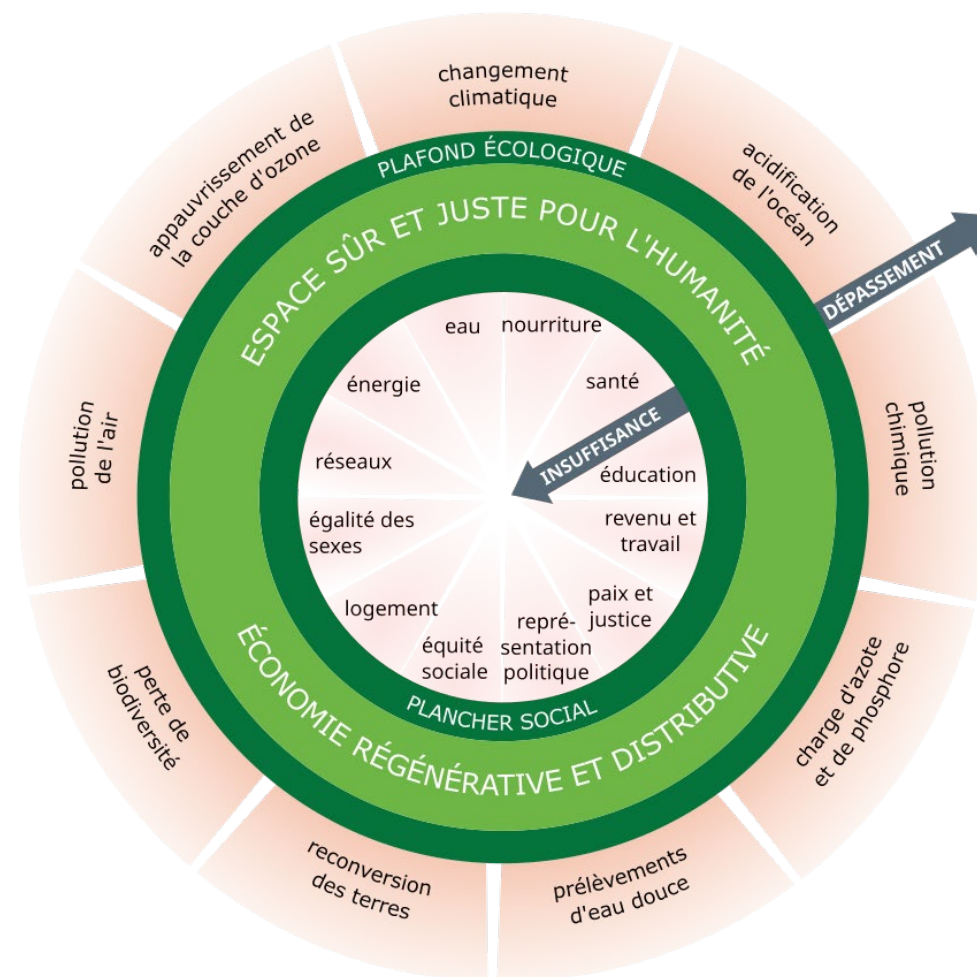 changement
climatique
acidification
de l'océan
DÉPASSEMENT
pollution
chimique
charge d'azote
et de phosphore
prélèvements
d'eau douce
reconversion
des terres
perte de
biodiversité
pollution
de l'air
appauvrissement de
la couche d'ozone
PLAFOND ÉCOLOGIQUE
ESPACE SÛR ET JUSTE POUR L'HUMANITÉ
eau
nourriture
santé
INSUFFISANCE
éducation
revenu et
travail
paix et
justice
repré-
sentation
politique
équité
sociale
logement
égalité des
sexes
réseaux
énergie
PLANCHER SOCIAL
ÉCONOMIE RÉGÉNÉRATIVE ET DISTRIBUTIVE